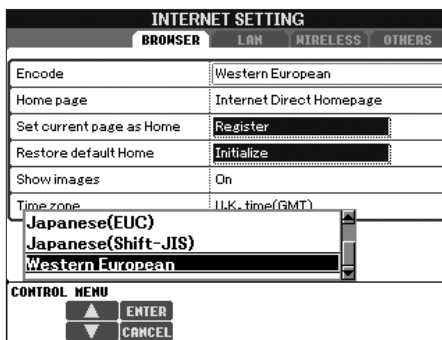 INTERNET SETTING
BROWSER LAN WIRELESS OTHERS
Encode Western European
Home page Internet Direct Homepage
Set current page as Home Register
Restore default Home Initialize
Show images On
Time zone U.K. time(GMT)
Japanese(EUC)
Japanese(Shift-JIS)
Western European
CONTROL MENU
ENTER
CANCEL